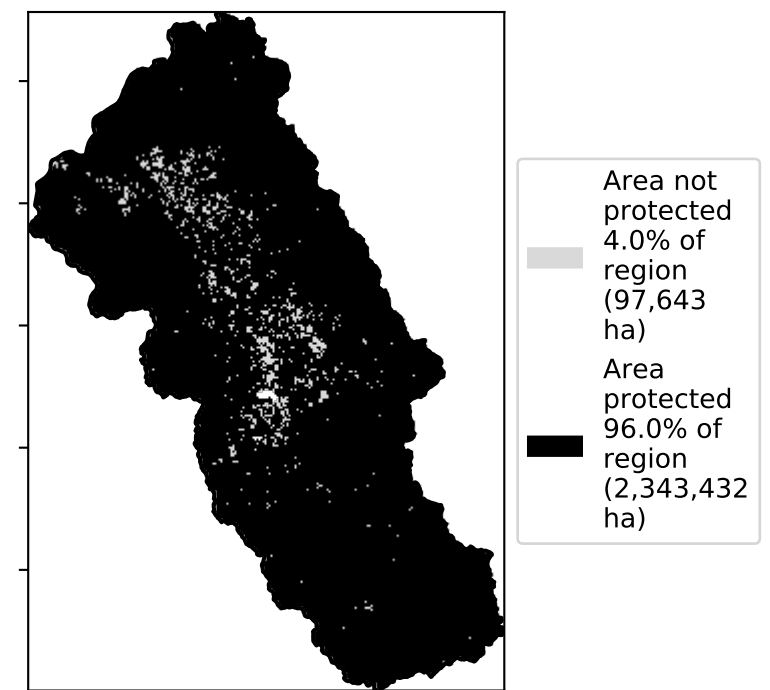 Area not
protected
4.0% of
region
(97,643
ha)
Area
protected
96.0% of
region
(2,343,432
ha)